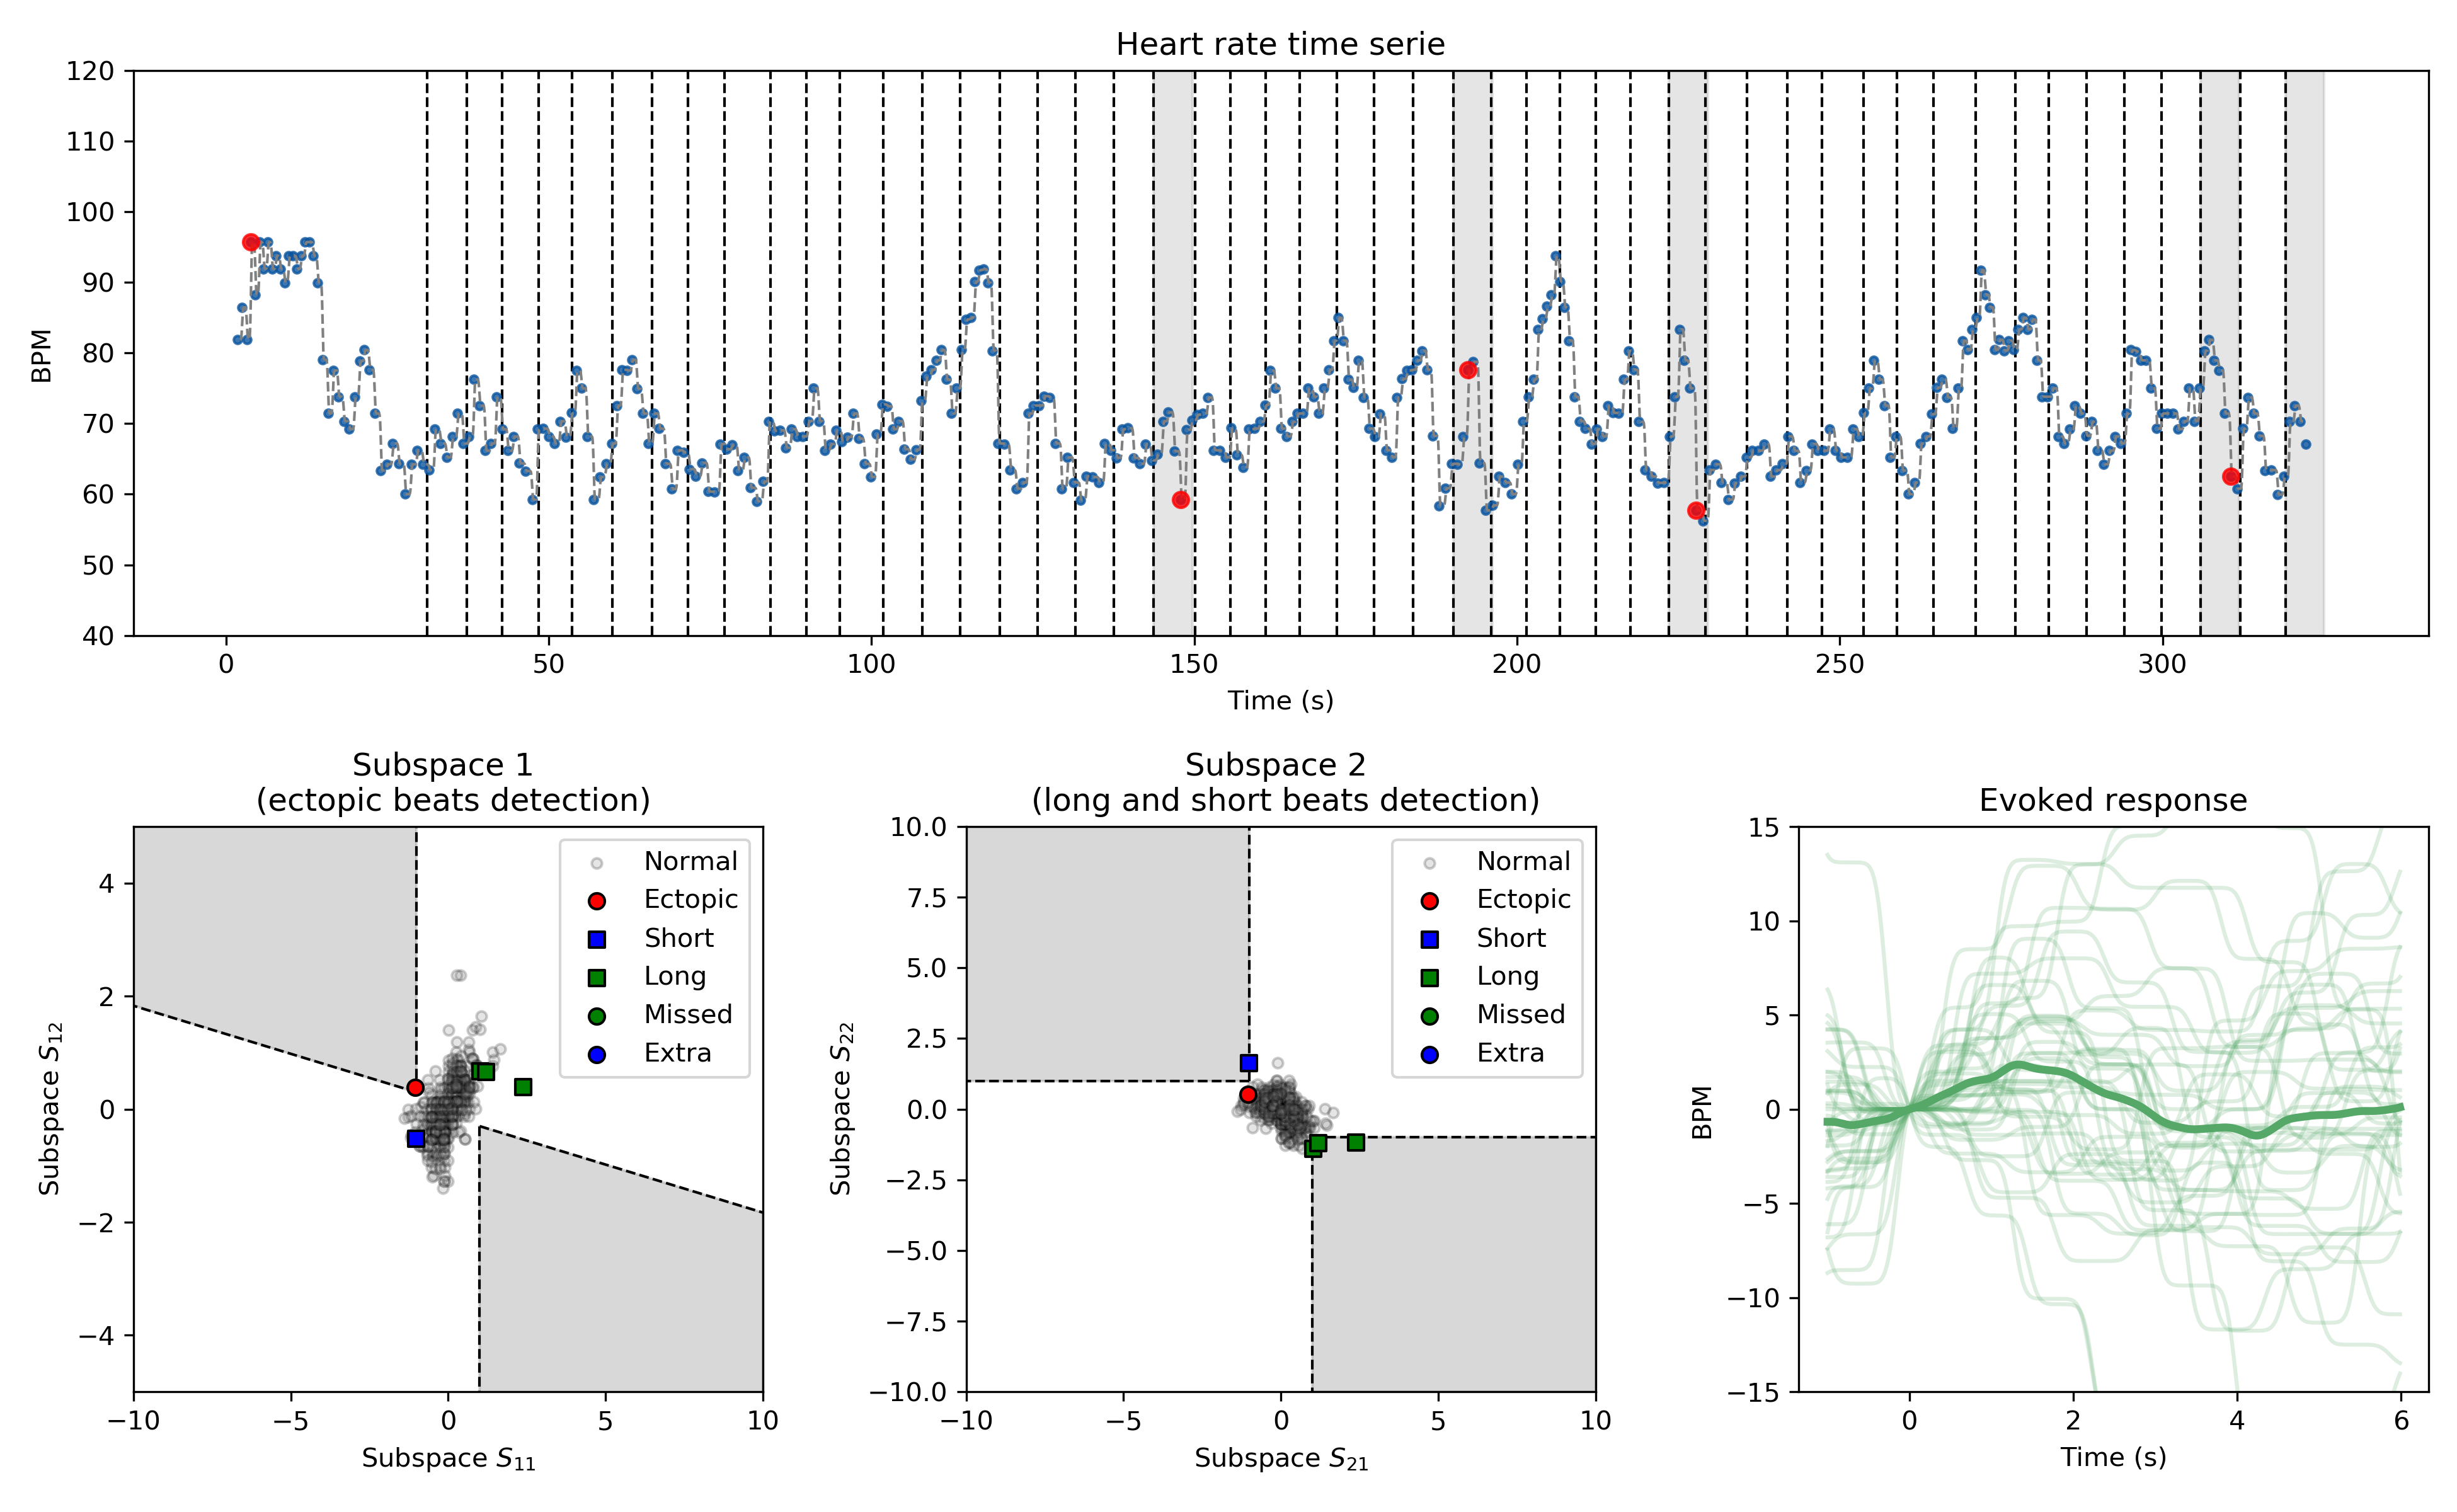 Heart rate time serie
120
110
100
90
80
70
60
50
40
BPM
0 50 100 150 200 250 300
Time (s)
Subspace 1
(ectopic beats detection)
4
2
0
−2
−4
Subspace S12
Normal
Ectopic
Short
Long
Missed
Extra
−10 −5 0 5 10
Subspace S11
Subspace 2
(long and short beats detection)
10.0
7.5
5.0
2.5
0.0
−2.5
−5.0
−7.5
−10.0
Subspace S22
Normal
Ectopic
Short
Long
Missed
Extra
−10 −5 0 5 10
Subspace S21
Evoked response
15
10
5
0
−5
−10
−15
BPM
0 2 4 6
Time (s)